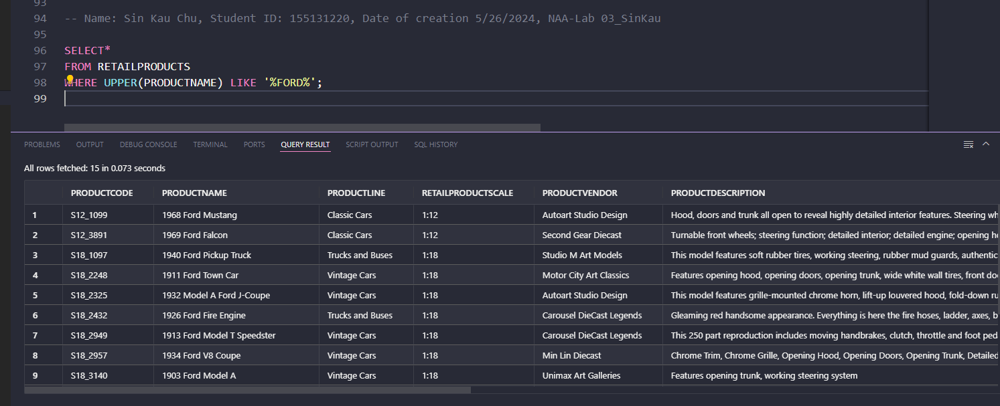 93
94 -- Name: Sin Kau Chu, Student ID: 155131220, Date of creation 5/26/2024, NAA-Lab 03_SinKau
95
96 SELECT*
97 FROM RETAILPRODUCTS
98 WHERE UPPER(PRODUCTNAME) LIKE '%FORD%';
99
PROBLEMS OUTPUT DEBUG CONSOLE TERMINAL PORTS QUERY RESULT SCRIPT OUTPUT SQL HISTORY
All rows fetched: 15 in 0.073 seconds
PRODUCTCODE PRODUCTNAME PRODUCTLINE RETAILPRODUCTSCALE PRODUCTVENDOR PRODUCTDESCRIPTION
1 S12_1099 1968 Ford Mustang Classic Cars 1:12 Autoart Studio Design Hood, doors and trunk all open to reveal highly detailed interior features. Steering wh
2 S12_3891 1969 Ford Falcon Classic Cars 1:12 Second Gear Diecast Turnable front wheels; steering function; detailed interior; detailed engine; opening ho
3 S18_1097 1940 Ford Pickup Truck Trucks and Buses 1:18 Studio M Art Models This model features soft rubber tires, working steering, rubber mud guards, authentic
4 S18_2248 1911 Ford Town Car Vintage Cars 1:18 Motor City Art Classics Features opening hood, opening doors, opening trunk, wide white wall tires, front do
5 S18_2325 1932 Model A Ford J-Coupe Vintage Cars 1:18 Autoart Studio Design This model features grille-mounted chrome horn, lift-up louvered hood, fold-down ru
6 S18_2432 1926 Ford Fire Engine Trucks and Buses 1:18 Carousel DieCast Legends Gleaming red handsome appearance. Everything is here the fire hoses, ladder, axes, b
7 S18_2949 1913 Ford Model T Speedster Vintage Cars 1:18 Carousel DieCast Legends This 250 part reproduction includes moving handbrakes, clutch, throttle and foot ped
8 S18_2957 1934 Ford V8 Coupe Vintage Cars 1:18 Min Lin Diecast Chrome Trim, Chrome Grille, Opening Hood, Opening Doors, Opening Trunk, Detailed
9 S18_3140 1903 Ford Model A Vintage Cars 1:18 Unimax Art Galleries Features opening trunk, working steering system